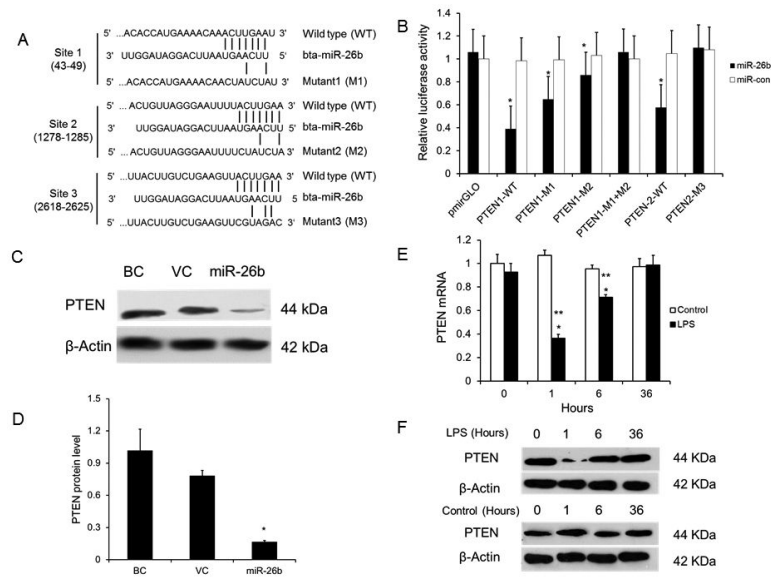 A
5' ...ACACCAUGAAAACAAACUUGAAU 3' Wild type (WT)
Site 1
(43-49)
3' UUGGAUAGGACUUAAUGAACUU 5' bta-miR-26b
5' ...ACACCAUGAAAACAACUAUCUAU 3' Mutant1 (M1)
5' ...ACUGUUAGGGAAUUUUACUUGAA 3' Wild type (WT)
Site 2
(1278-1285)
3' UUGGAUAGGACUUAAUGAACUU 5' bta-miR-26b
5' ...ACUGUUAGGGAAUUUUCUAUCUA 3' Mutant2 (M2)
5' ...UUACUUGUCUGAAGUUACUUGAA 3' Wild type (WT)
Site 3
(2618-2625)
3' UUGGAUAGGACUUAAUGAACUU 5 bta-miR-26b
5' ...UUACUUGUCUGAAGUUCGUAGAC 3' Mutant3 (M3)
B
Relative luciferase activity
1.4
1.2
1
0.8
0.6
0.4
0.2
0
* * * *
miR-26b
miR-con
pmirGLO PTEN1-WT PTEN1-M1 PTEN1-M2 PTEN1-M1+M2 PTEN-2-WT PTEN2-M3
C
BC VC miR-26b
PTEN 44 kDa
β-Actin 42 kDa
D
PTEN protein level
1.5
1.2
0.9
0.6
0.3
0
*
BC VC miR-26b
E
PTEN mRNA
1.2
1
0.8
0.6
0.4
0.2
0
** **
* *
Control
LPS
0 1 6 36
Hours
F
LPS (Hours) 0 1 6 36
PTEN 44 KDa
β-Actin 42 KDa
Control (Hours) 0 1 6 36
PTEN 44 KDa
β-Actin 42 KDa